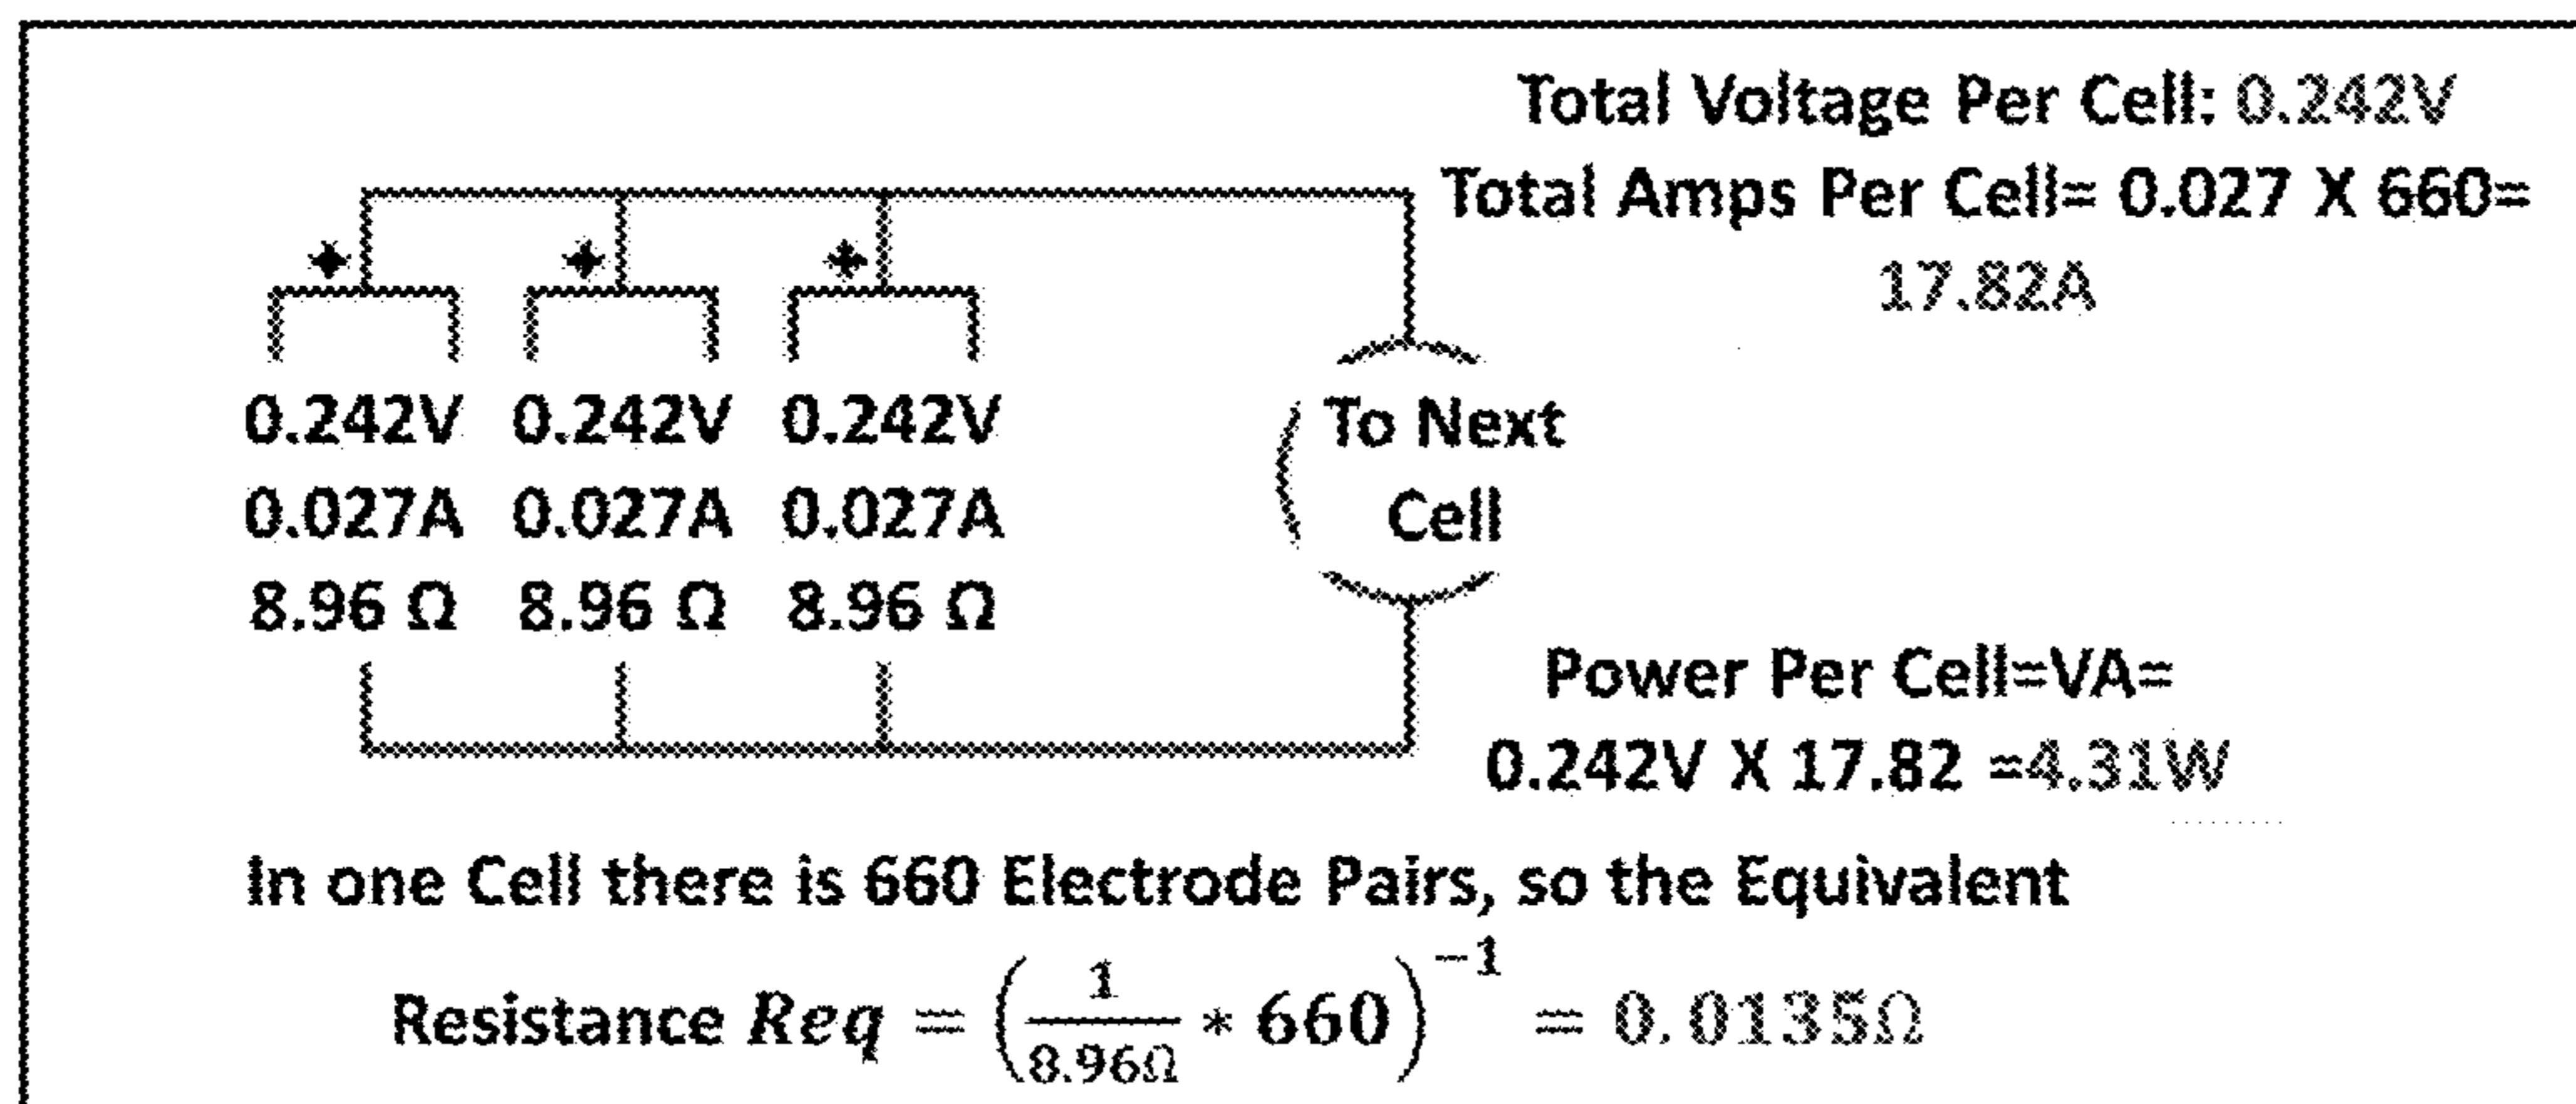 Total Voltage Per Cell: 0.242V
Total Amps Per Cell= 0.027 X 660=
17.82A
+ + +
0.242V 0.242V 0.242V
0.027A 0.027A 0.027A
8.96 Ω 8.96 Ω 8.96 Ω
To Next
Cell
Power Per Cell=VA=
0.242V X 17.82 =4.31W
In one Cell there is 660 Electrode Pairs, so the Equivalent
Resistance Req = (1/8.96Ω * 660)⁻¹ = 0.0135Ω